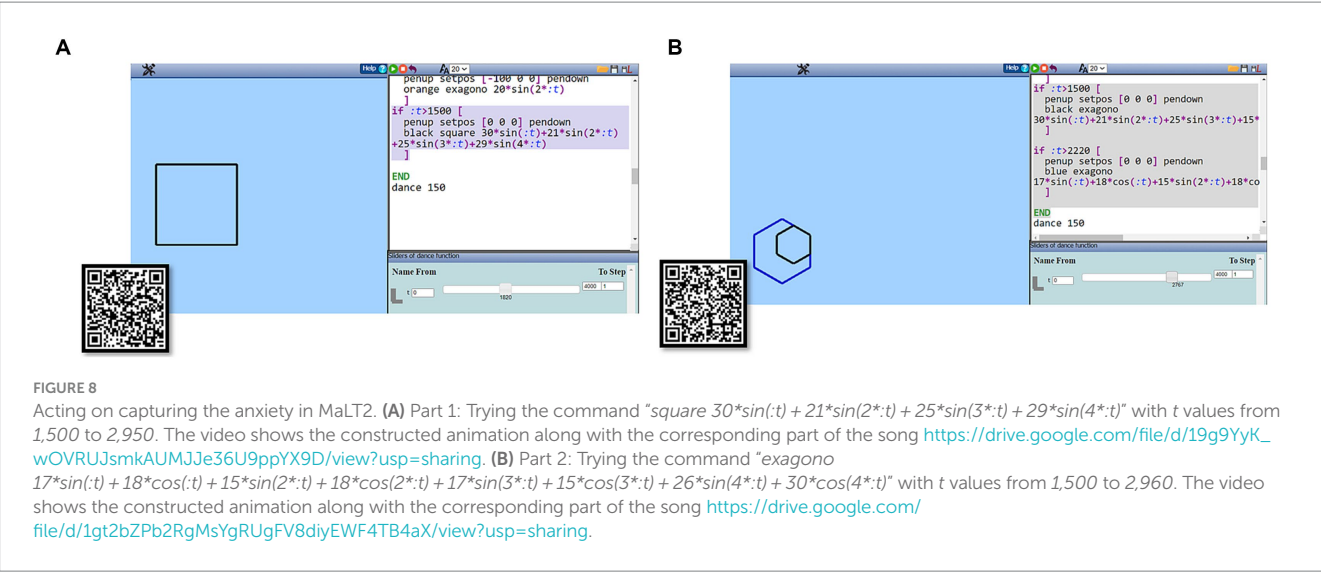 A
B
Help ?
20
penup setpos [-100 0 0] pendown
orange exagono 20*sin(2*:t)
]
if :t>1500 [
penup setpos [0 0 0] pendown
black square 30*sin(:t)+21*sin(2*:t)
+25*sin(3*:t)+29*sin(4*:t)
]
END
dance 150
Sliders of dance function
Name From
To Step
t 0
1820
4000 1
Help ?
20
]
if :t>1500 [
penup setpos [0 0 0] pendown
black exagono
30*sin(:t)+21*sin(2*:t)+25*sin(3*:t)+15*
]
if :t>2220 [
penup setpos [0 0 0] pendown
blue exagono
17*sin(:t)+18*cos(:t)+15*sin(2*:t)+18*co
]
END
dance 150
Sliders of dance function
Name From
To Step
t 0
2767
4000 1
FIGURE 8
Acting on capturing the anxiety in MaLT2. (A) Part 1: Trying the command “square 30*sin(:t) + 21*sin(2*:t) + 25*sin(3*:t) + 29*sin(4*:t)” with t values from
1,500 to 2,950. The video shows the constructed animation along with the corresponding part of the song https://drive.google.com/file/d/19g9YyK_
wOVRUJsmkAUMJJe36U9ppYX9D/view?usp=sharing. (B) Part 2: Trying the command “exagono
17*sin(:t) + 18*cos(:t) + 15*sin(2*:t) + 18*cos(2*:t) + 17*sin(3*:t) + 15*cos(3*:t) + 26*sin(4*:t) + 30*cos(4*:t)” with t values from 1,500 to 2,960. The video
shows the constructed animation along with the corresponding part of the song https://drive.google.com/
file/d/1gt2bZPb2RgMsYgRUgFV8diyEWF4TB4aX/view?usp=sharing.